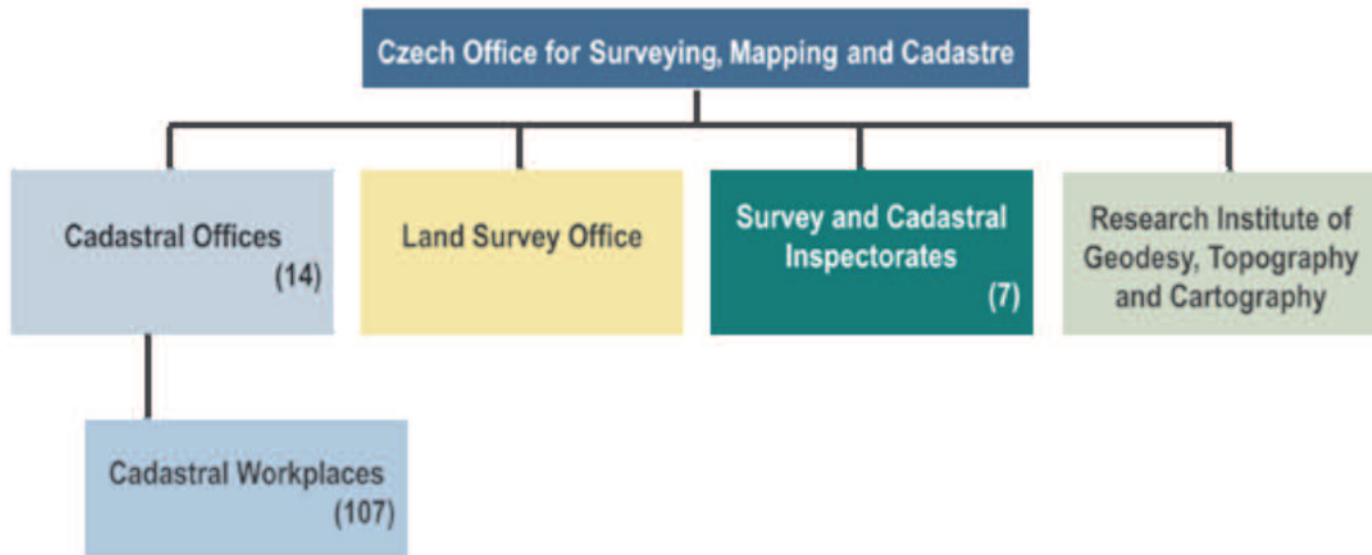 Czech Office for Surveying, Mapping and Cadastre
Cadastral Offices
(14)
Land Survey Office
Survey and Cadastral
Inspectorates
(7)
Research Institute of
Geodesy, Topography
and Cartography
Cadastral Workplaces
(107)